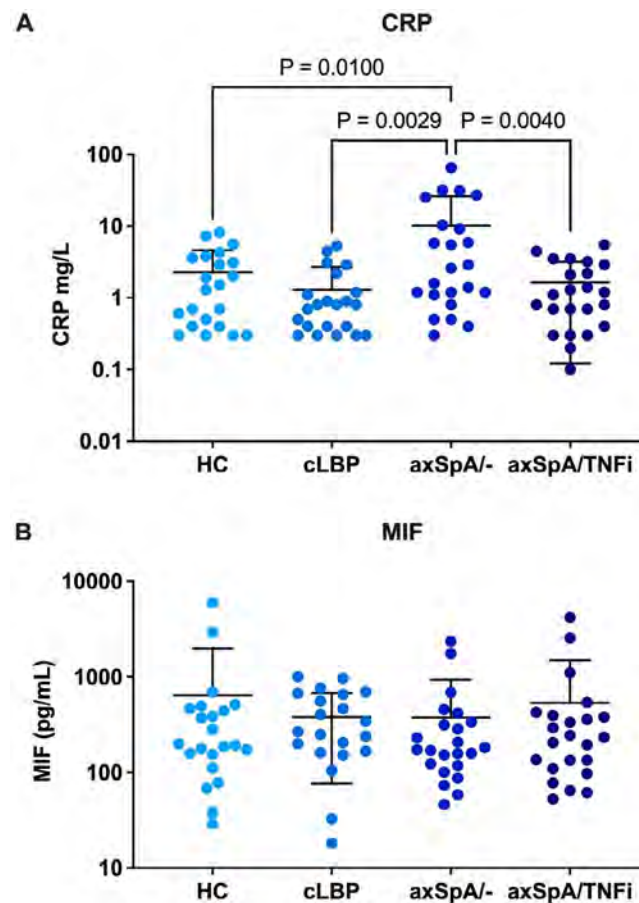 A
CRP
P = 0.0100
P = 0.0029
P = 0.0040
100
10
1
0.1
0.01
CRP mg/L
HC
cLBP
axSpA/-
axSpA/TNFi
B
MIF
10000
1000
100
10
MIF (pg/mL)
HC
cLBP
axSpA/-
axSpA/TNFi